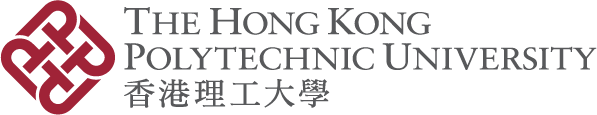 THE HONG KONG
POLYTECHNIC UNIVERSITY
香港理工大學